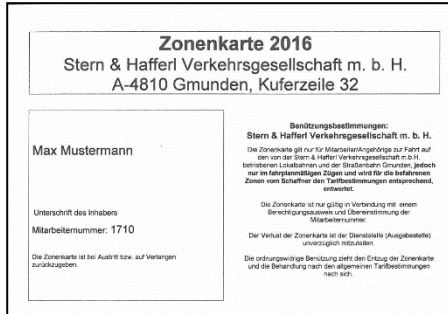 Zonenkarte 2016
Stern & Hafferl Verkehrsgesellschaft m. b. H.
A-4810 Gmunden, Kuferzeile 32
Max Mustermann
Unterschrift des Inhabers
Mitarbeiternummer: 1710
Die Zonenkarte ist bei Austritt bzw. auf Verlangen
zurückzugeben.
Benützungsbestimmungen:
Stern & Hafferl Verkehrsgesellschaft m. b. H.
Die Zonenkarte gilt nur für Mitarbeiter/Angehörige zur Fahrt auf
den von der Stern & Hafferl Verkehrsgesellschaft m.b.H.
betriebenen Lokalbahnen und der Straßenbahn Gmunden, jedoch
nur im fahrplanmäßigen Zügen und wird für die befahrenen
Zonen vom Schaffner den Tarifbestimmungen entsprechend,
entwertet.
Die Zonenkarte ist nur gültig in Verbindung mit einem
Berechtigungsausweis und Übereinstimmung der
Mitarbeiternummer.
Der Verlust der Zonenkarte ist der Dienststelle (Ausgabestelle)
unverzüglich mitzuteilen.
Die ordnungswidrige Benützung zieht den Entzug der Zonenkarte
und die Behandlung nach den allgemeinen Tarifbestimmungen
nach sich.